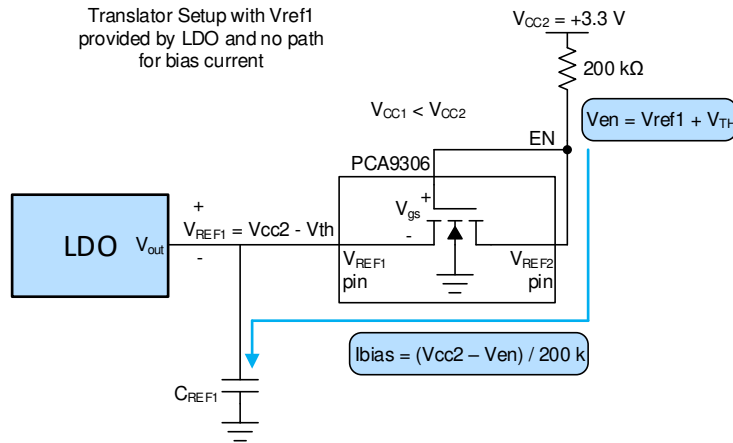 Translator Setup with Vref1
provided by LDO and no path
for bias current
VCC2 = +3.3 V
200 kΩ
VCC1 < VCC2
Ven = Vref1 + VTH
EN
PCA9306
+
Vgs
-
+
VREF1 = Vcc2 - Vth
-
LDO
Vout
VREF1
pin
VREF2
pin
Ibias = (Vcc2 – Ven) / 200 k
CREF1